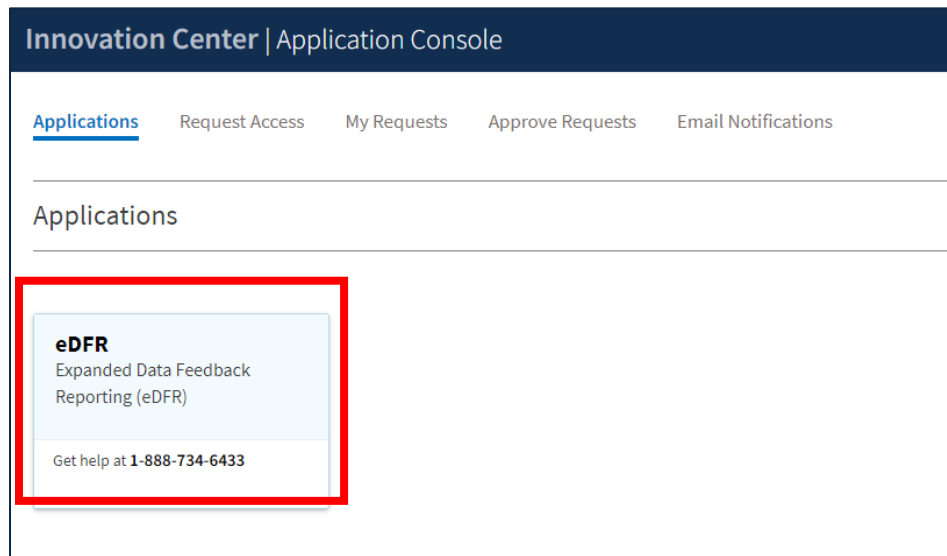 Innovation Center | Application Console
Applications Request Access My Requests Approve Requests Email Notifications
Applications
eDFR
Expanded Data Feedback
Reporting (eDFR)
Get help at 1-888-734-6433